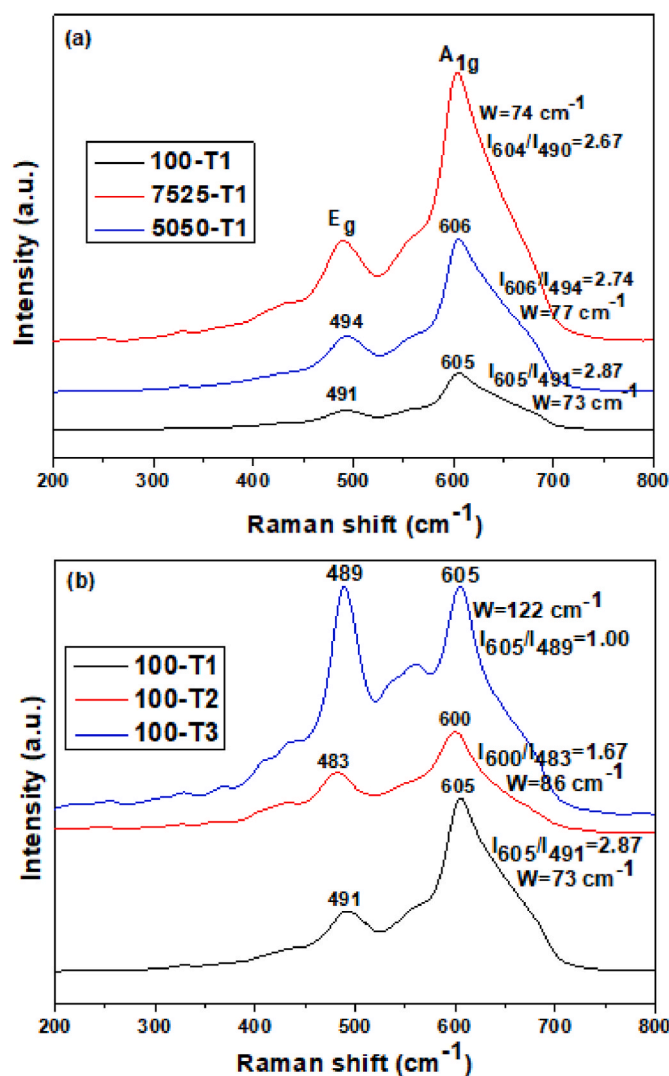 (a)
A1g
W=74 cm-1
I604/I490=2.67
100-T1
7525-T1
5050-T1
Eg
606
I606/I494=2.74
W=77 cm-1
494
605
I605/I491=2.87
W=73 cm-1
491
Intensity (a.u.)
200 300 400 500 600 700 800
Raman shift (cm-1)
(b)
489
605
W=122 cm-1
I605/I489=1.00
100-T1
100-T2
100-T3
600
I600/I483=1.67
W=86 cm-1
483
605
I605/I491=2.87
W=73 cm-1
491
Intensity (a.u.)
200 300 400 500 600 700 800
Raman shift (cm-1)